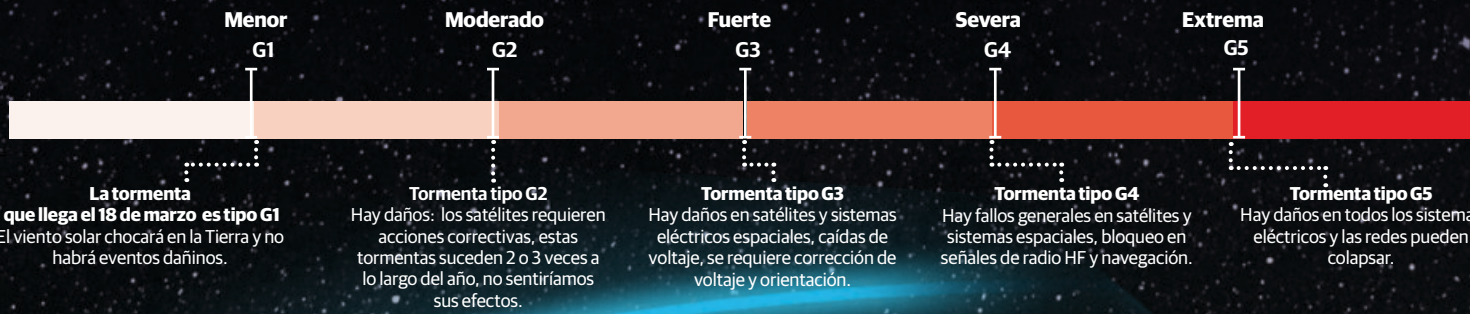 Menor
G1
Moderado
G2
Fuerte
G3
Severa
G4
Extrema
G5
La tormenta
que llega el 18 de marzo es tipo G1
El viento solar chocará en la Tierra y no
habrá eventos dañinos.
Tormenta tipo G2
Hay daños: los satélites requieren
acciones correctivas, estas
tormentas suceden 2 o 3 veces a
lo largo del año, no sentiríamos
sus efectos.
Tormenta tipo G3
Hay daños en satélites y sistemas
eléctricos espaciales, caídas de
voltaje, se requiere corrección de
voltaje y orientación.
Tormenta tipo G4
Hay fallos generales en satélites y
sistemas espaciales, bloqueo en
señales de radio HF y navegación.
Tormenta tipo G5
Hay daños en todos los sistema
eléctricos y las redes pueden
colapsar.